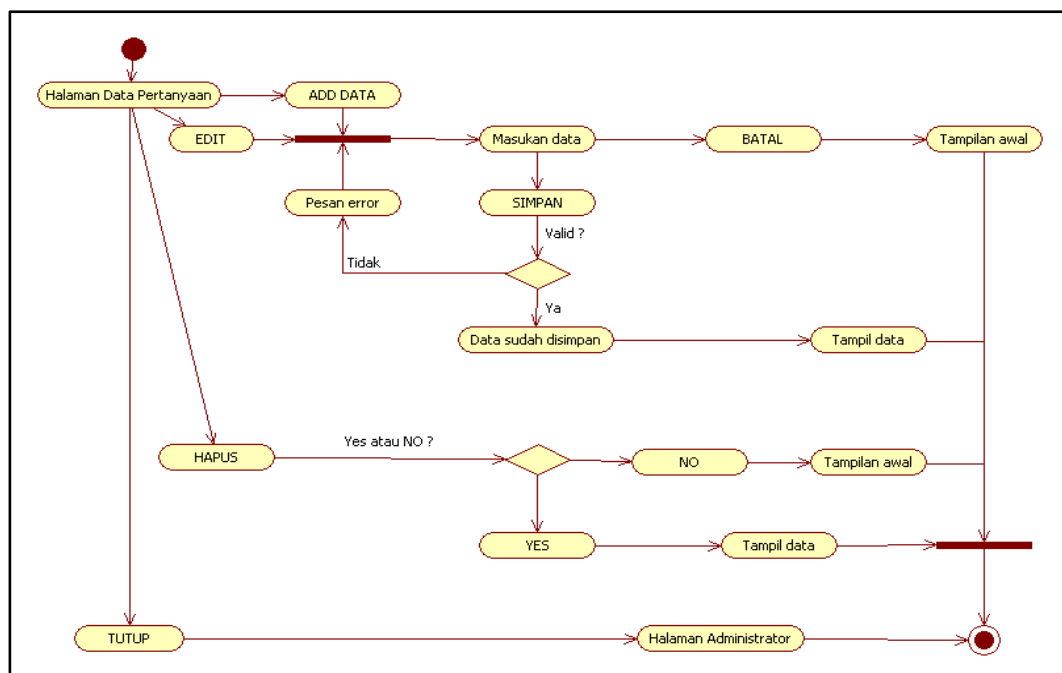 Halaman Data Pertanyaan
ADD DATA
EDIT
Masukan data
BATAL
Tampilan awal
Pesan error
SIMPAN
Valid ?
Tidak
Ya
Data sudah disimpan
Tampil data
HAPUS
Yes atau NO ?
NO
Tampilan awal
YES
Tampil data
TUTUP
Halaman Administrator